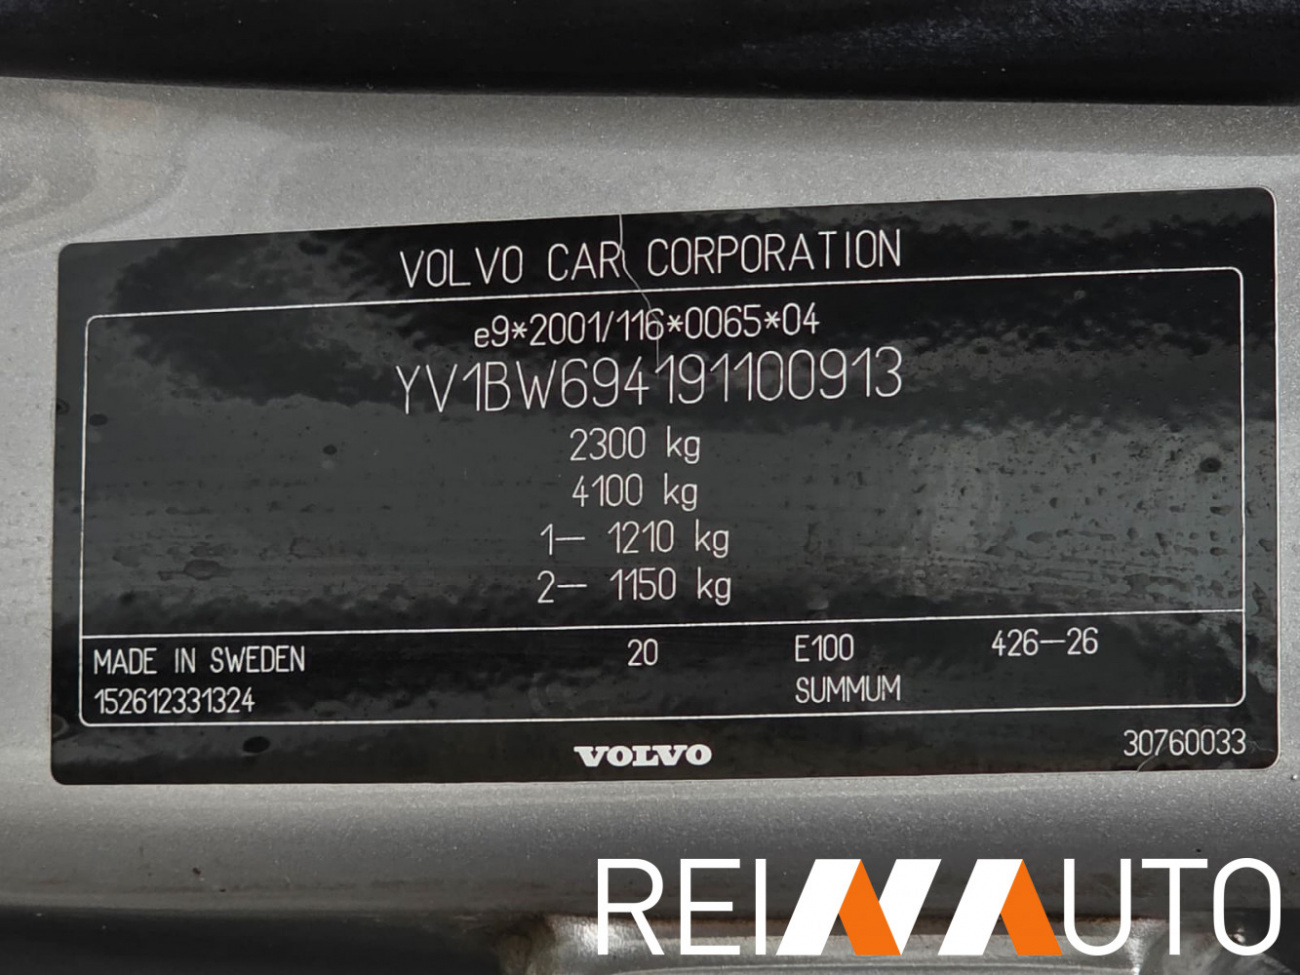 VOLVO CAR CORPORATION
e9*2001/116*0065*04
YV1BW694191100913
2300 kg
4100 kg
1— 1210 kg
2— 1150 kg
MADE IN SWEDEN 20 E100 426—26
152612331324 SUMMUM
VOLVO 30760033
REINAUTO